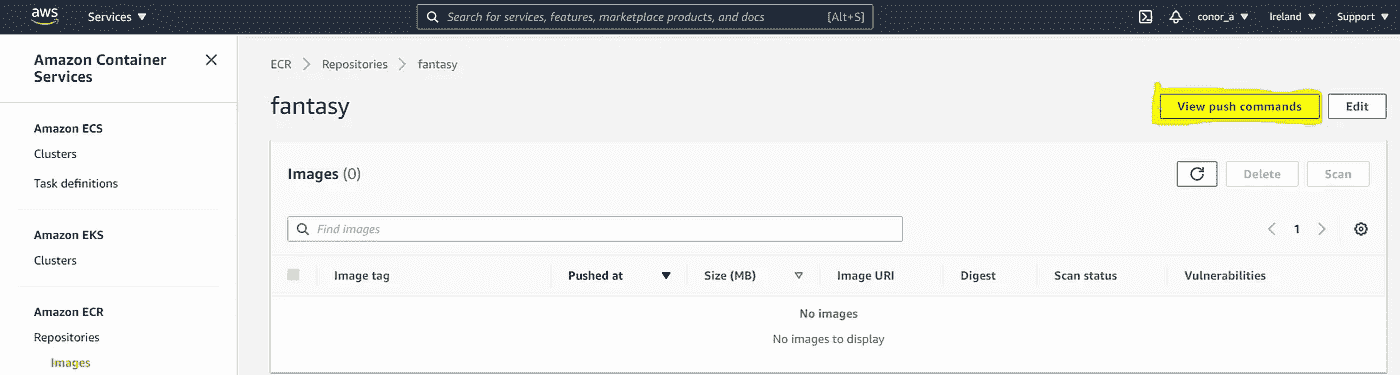 aws Services Search for services, features, marketplace products, and docs [Alt+S] conor_a Ireland Support
Amazon Container
Services
Amazon ECS
Clusters
Task definitions
Amazon EKS
Clusters
Amazon ECR
Repositories
Images
ECR Repositories fantasy
fantasy View push commands Edit
Images (0) Delete Scan
Find images 1
Image tag Pushed at Size (MB) Image URI Digest Scan status Vulnerabilities
No images
No images to display